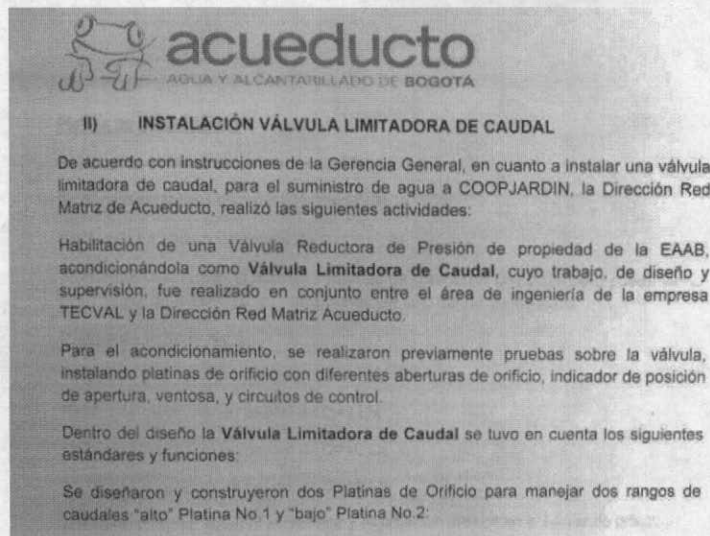 acueducto
AGUA Y ALCANTARILLADO DE BOGOTÁ
II) INSTALACIÓN VÁLVULA LIMITADORA DE CAUDAL
De acuerdo con instrucciones de la Gerencia General, en cuanto a instalar una válvula
limitadora de caudal, para el suministro de agua a COOPJARDIN, la Dirección Red
Matriz de Acueducto, realizó las siguientes actividades:
Habilitación de una Válvula Reductora de Presión de propiedad de la EAAB,
acondicionándola como Válvula Limitadora de Caudal, cuyo trabajo, de diseño y
supervisión, fue realizado en conjunto entre el área de ingeniería de la empresa
TECVAL y la Dirección Red Matriz Acueducto.
Para el acondicionamiento, se realizaron previamente pruebas sobre la válvula,
instalando platinas de orificio con diferentes aberturas de orificio, indicador de posición
de apertura, ventosa, y circuitos de control.
Dentro del diseño la Válvula Limitadora de Caudal se tuvo en cuenta los siguientes
estándares y funciones:
Se diseñaron y construyeron dos Platinas de Orificio para manejar dos rangos de
caudales "alto" Platina No.1 y "bajo" Platina No.2: